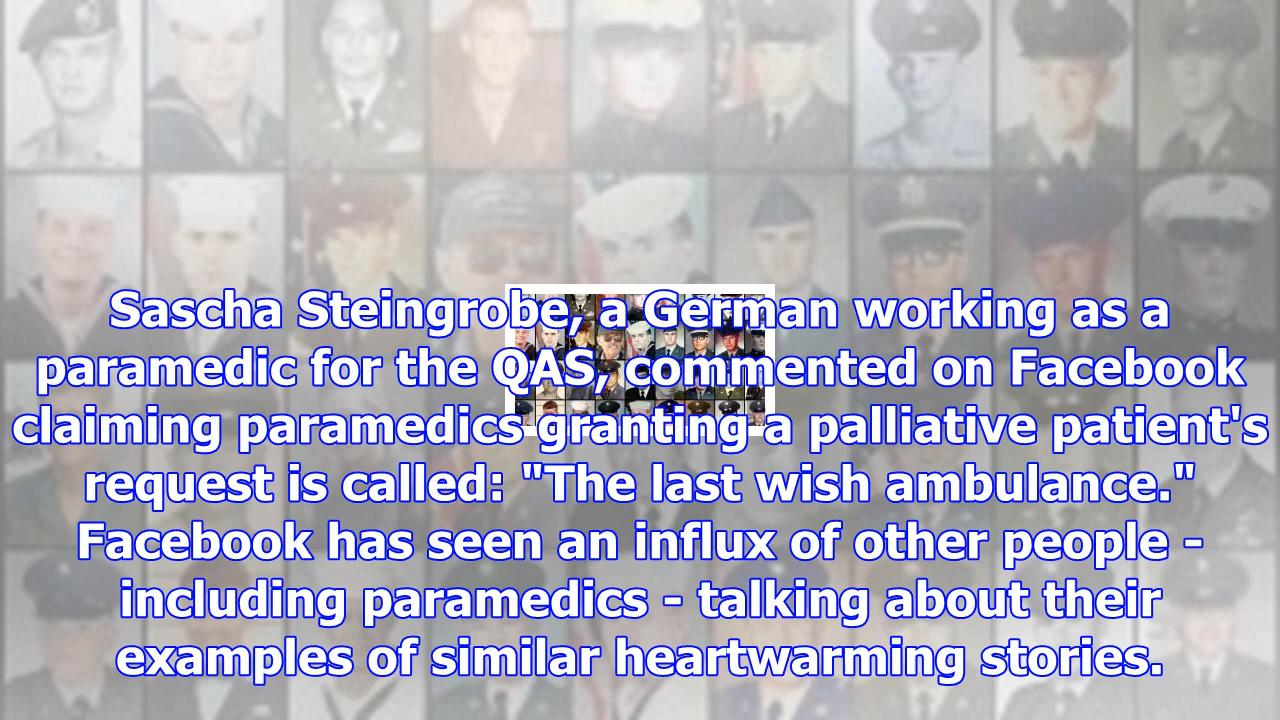 Sascha Steingrobe, a German working as a
paramedic for the QAS, commented on Facebook
claiming paramedics granting a palliative patient's
request is called: "The last wish ambulance."
Facebook has seen an influx of other people -
including paramedics - talking about their
examples of similar heartwarming stories.